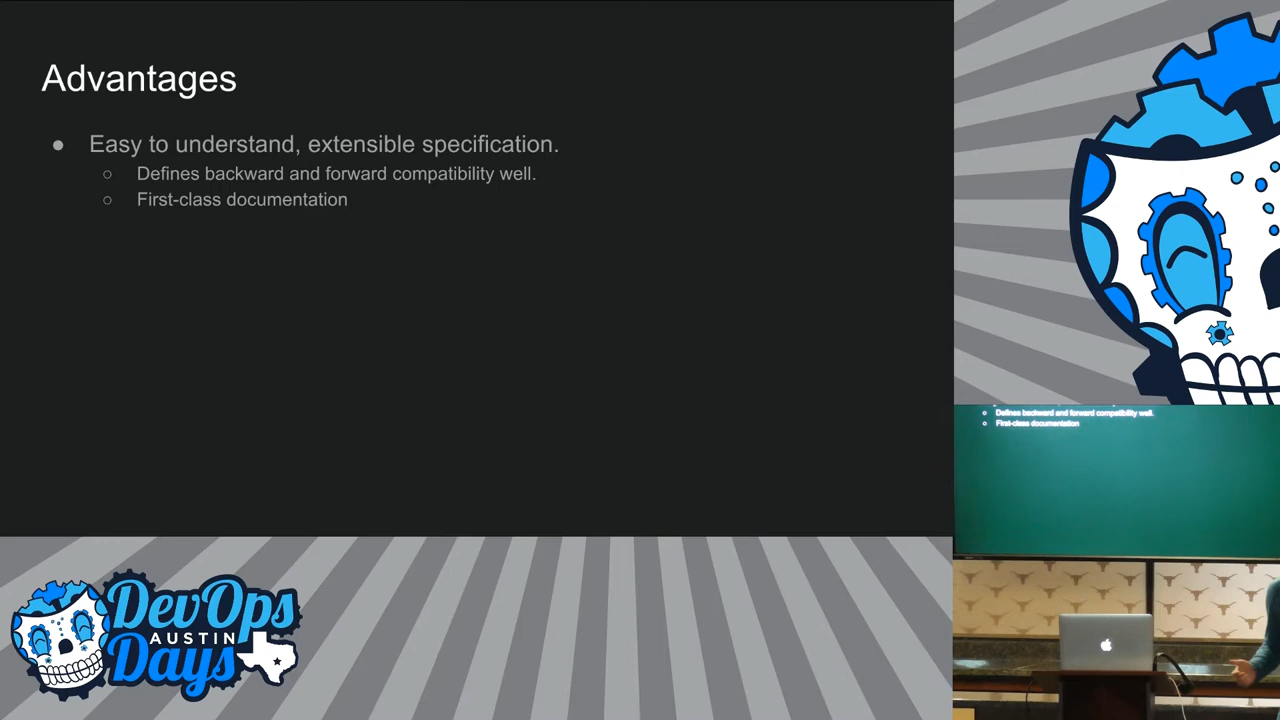 Advantages
● Easy to understand, extensible specification.
○ Defines backward and forward compatibility well.
○ First-class documentation
○ Defines backward and forward compatibility well.
○ First-class documentation
DevOps
AUSTIN
Days